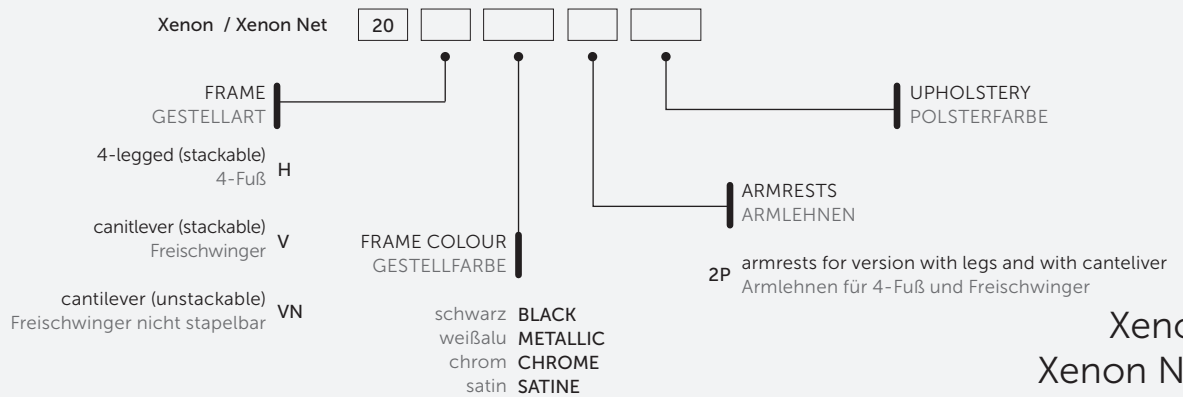 Xenon / Xenon Net 20
FRAME
GESTELLART
4-legged (stackable)
4-Fuß
H
canitlever (stackable)
Freischwinger
V
cantilever (unstackable)
Freischwinger nicht stapelbar
VN
FRAME COLOUR
GESTELLFARBE
schwarz BLACK
weißalu METALLIC
chrom CHROME
satin SATINE
UPHOLSTERY
POLSTERFARBE
ARMRESTS
ARMLEHNEN
2P
armrests for version with legs and with canteliver
Armlehnen für 4-Fuß und Freischwinger
Xeno
Xenon N